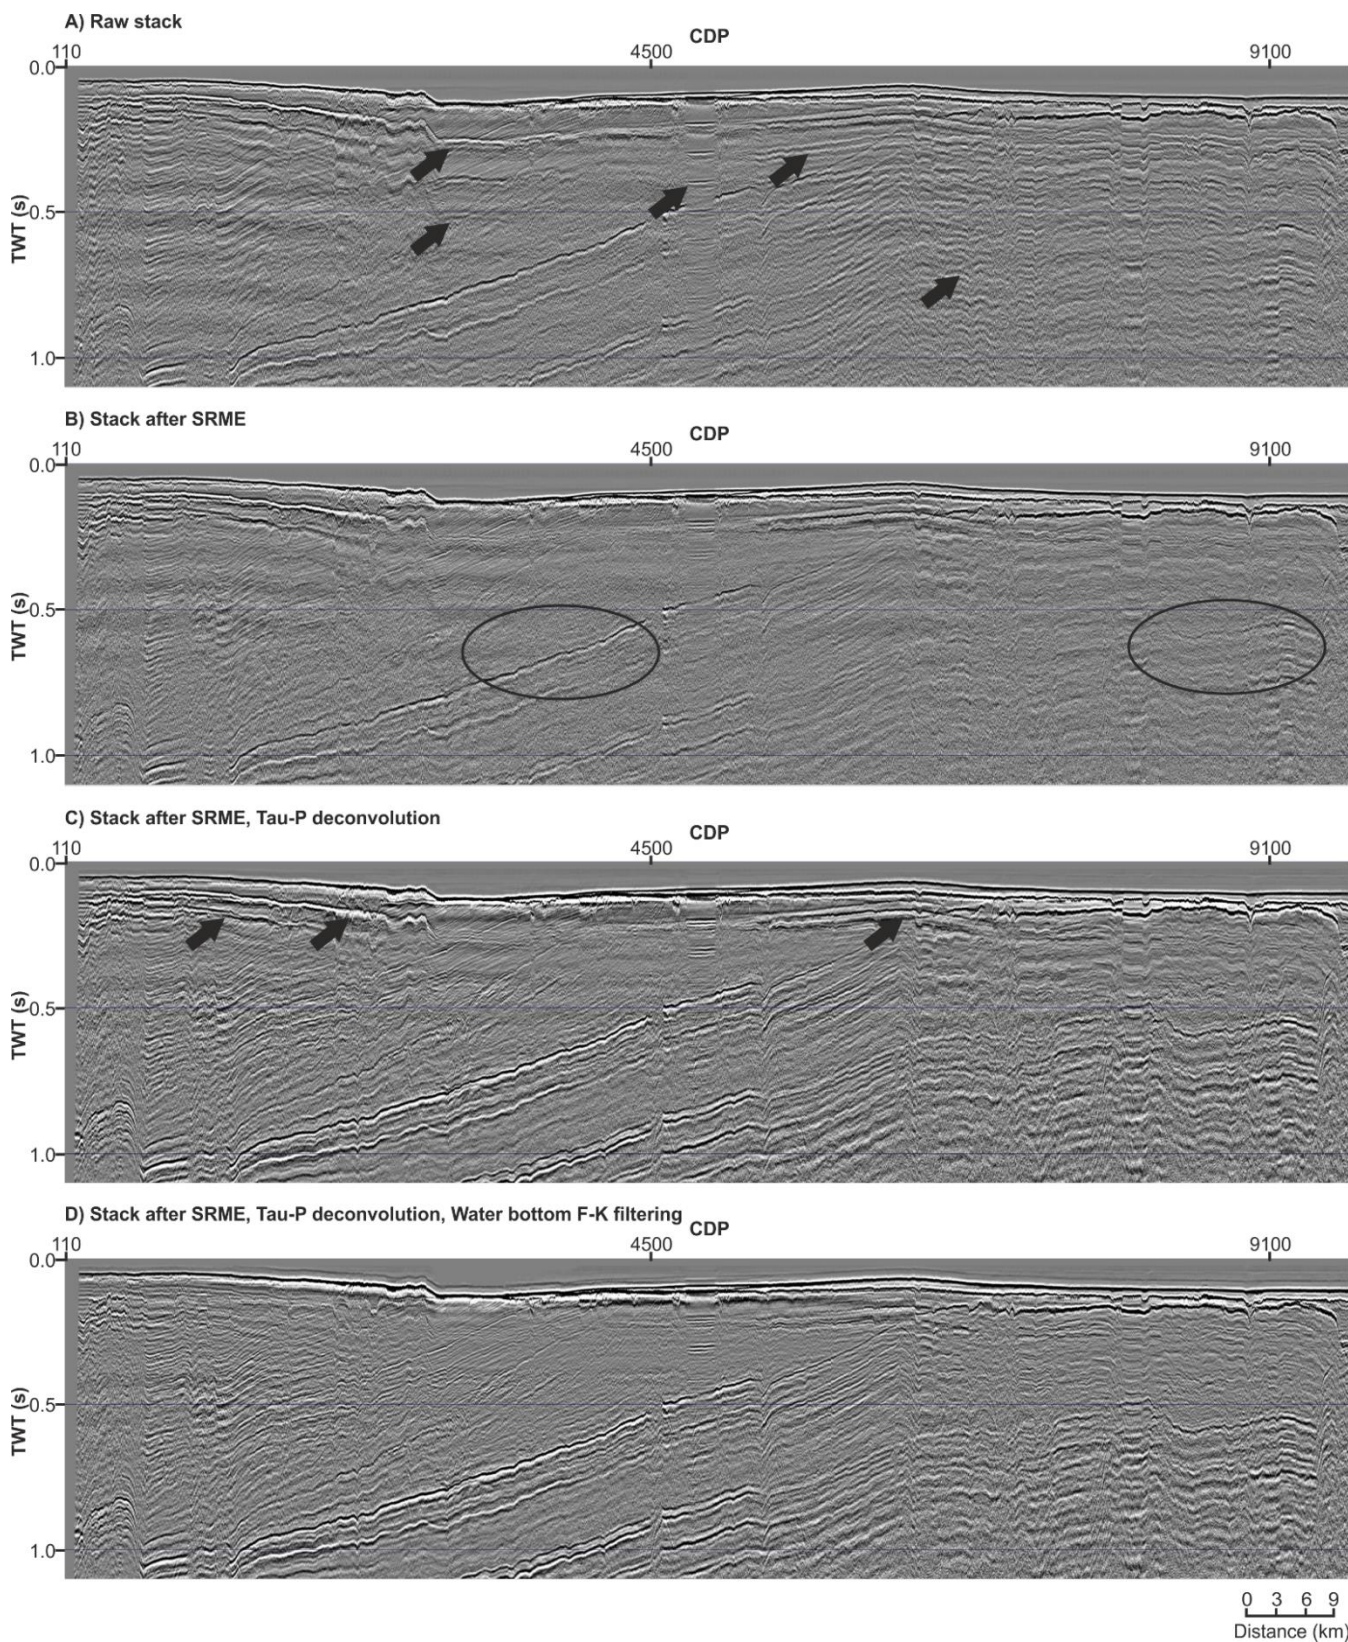 A) Raw stack
CDP
110 4500 9100
0.0
0.5
1.0
TWT (s)
B) Stack after SRME
CDP
110 4500 9100
0.0
0.5
1.0
TWT (s)
C) Stack after SRME, Tau-P deconvolution
CDP
110 4500 9100
0.0
0.5
1.0
TWT (s)
D) Stack after SRME, Tau-P deconvolution, Water bottom F-K filtering
CDP
110 4500 9100
0.0
0.5
1.0
TWT (s)
0 3 6 9
Distance (km)